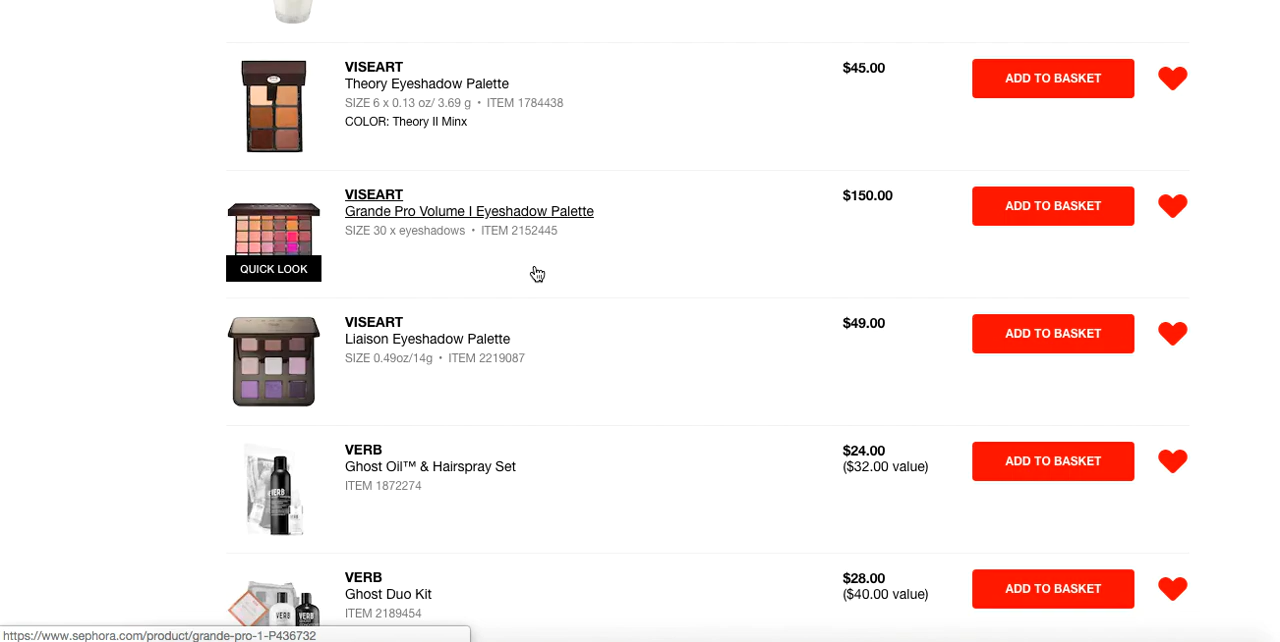 VISEART
Theory Eyeshadow Palette
SIZE 6 x 0.13 oz/ 3.69 g • ITEM 1784438
COLOR: Theory II Minx
$45.00
ADD TO BASKET
VISEART
Grande Pro Volume I Eyeshadow Palette
SIZE 30 x eyeshadows • ITEM 2152445
QUICK LOOK
$150.00
ADD TO BASKET
VISEART
Liaison Eyeshadow Palette
SIZE 0.49oz/14g • ITEM 2219087
$49.00
ADD TO BASKET
VERB
Ghost Oil™ & Hairspray Set
ITEM 1872274
VERB
$24.00
($32.00 value)
ADD TO BASKET
VERB
Ghost Duo Kit
ITEM 2189454
VERB
VERB
$28.00
($40.00 value)
ADD TO BASKET
https://www.sephora.com/product/grande-pro-1-P436732